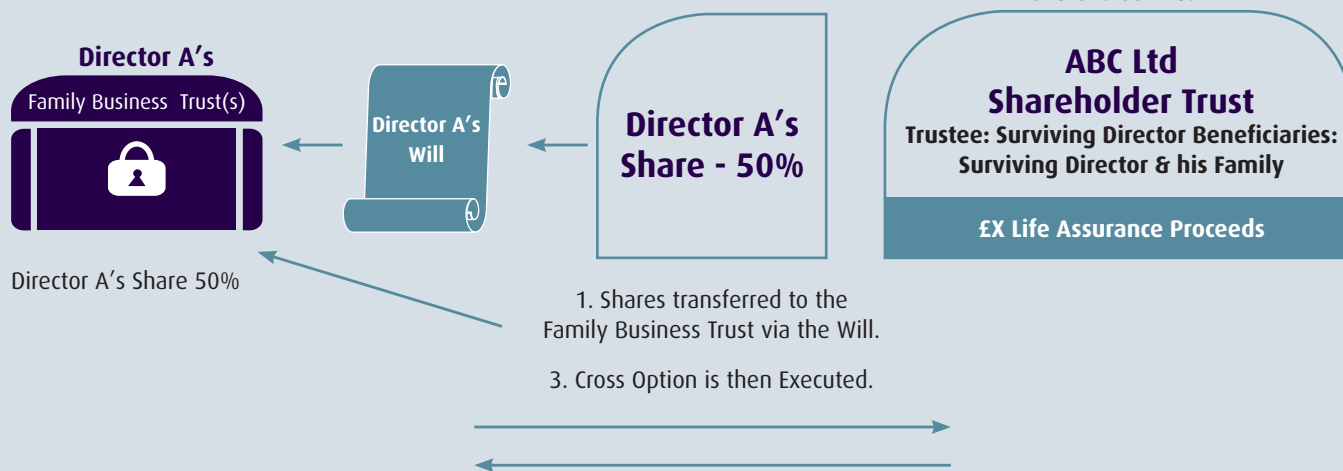 Director A's
Family Business Trust(s)
Director A's Share 50%
Director A's
Will
Director A's
Share - 50%
1. Shares transferred to the
Family Business Trust via the Will.
3. Cross Option is then Executed.
ABC Ltd
Shareholder Trust
Trustee: Surviving Director Beneficiaries:
Surviving Director & his Family
£X Life Assurance Proceeds